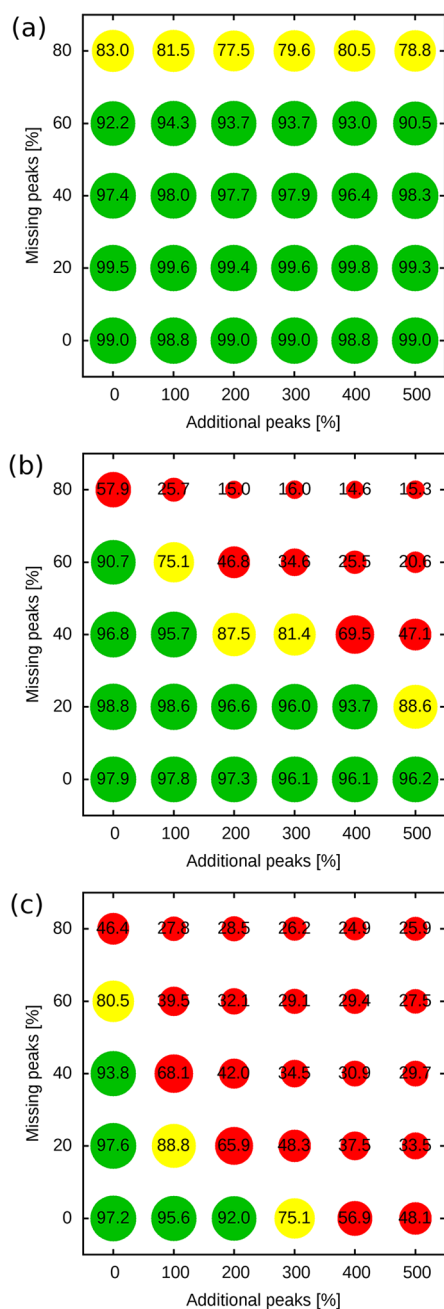 (a)
80 83.0 81.5 77.5 79.6 80.5 78.8
60 92.2 94.3 93.7 93.7 93.0 90.5
40 97.4 98.0 97.7 97.9 96.4 98.3
20 99.5 99.6 99.4 99.6 99.8 99.3
0 99.0 98.8 99.0 99.0 98.8 99.0
Missing peaks [%]
0 100 200 300 400 500
Additional peaks [%]
(b)
80 57.9 25.7 15.0 16.0 14.6 15.3
60 90.7 75.1 46.8 34.6 25.5 20.6
40 96.8 95.7 87.5 81.4 69.5 47.1
20 98.8 98.6 96.6 96.0 93.7 88.6
0 97.9 97.8 97.3 96.1 96.1 96.2
Missing peaks [%]
0 100 200 300 400 500
Additional peaks [%]
(c)
80 46.4 27.8 28.5 26.2 24.9 25.9
60 80.5 39.5 32.1 29.1 29.4 27.5
40 93.8 68.1 42.0 34.5 30.9 29.7
20 97.6 88.8 65.9 48.3 37.5 33.5
0 97.2 95.6 92.0 75.1 56.9 48.1
Missing peaks [%]
0 100 200 300 400 500
Additional peaks [%]